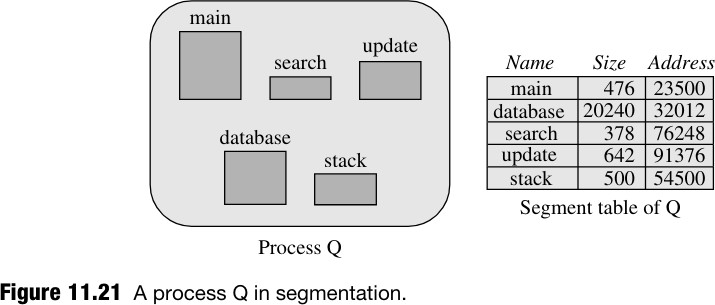 main
search
update
database
stack
Process Q
Name Size Address
main 476 23500
database 20240 32012
search 378 76248
update 642 91376
stack 500 54500
Segment table of Q
Figure 11.21 A process Q in segmentation.